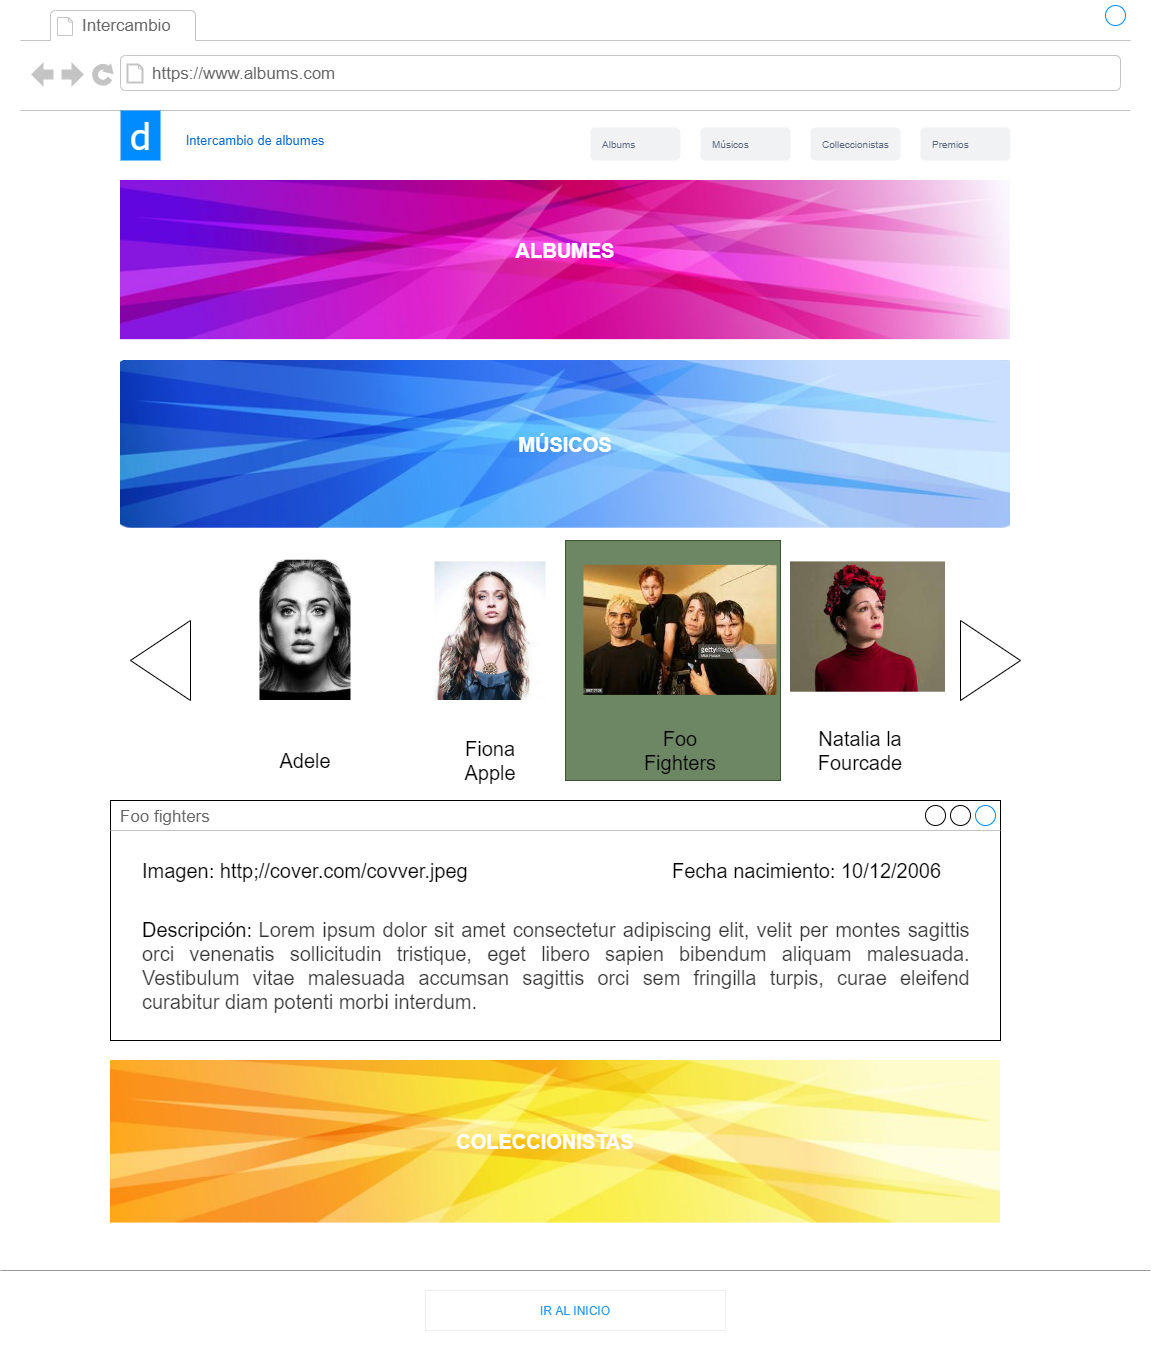 Intercambio
https://www.albums.com
d
Intercambio de albumes
Albums
Músicos
Colleccionistas
Premios
ALBUMES
MÚSICOS
gettyimages
Adele
Fiona
Apple
Foo
Fighters
Natalia la
Fourcade
Foo fighters
Imagen: http;//cover.com/covver.jpeg
Fecha nacimiento: 10/12/2006
Descripción: Lorem ipsum dolor sit amet consectetur adipiscing elit, velit per montes sagittis
orci venenatis sollicitudin tristique, eget libero sapien bibendum aliquam malesuada.
Vestibulum vitae malesuada accumsan sagittis orci sem fringilla turpis, curae eleifend
curabitur diam potenti morbi interdum.
COLECCIONISTAS
IR AL INICIO